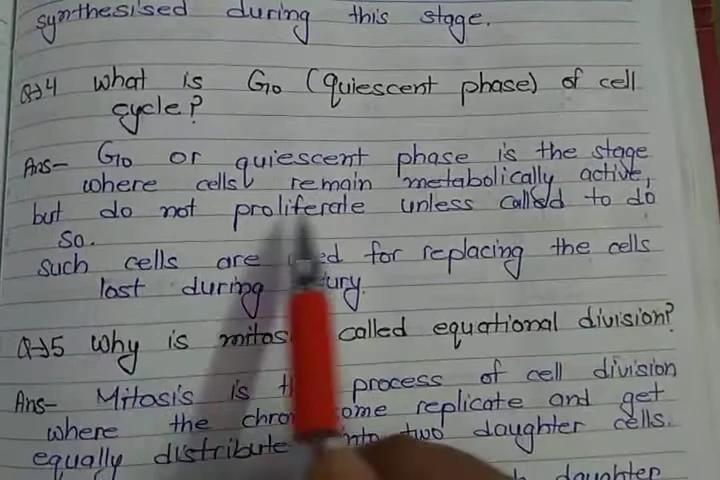 synthesised during this stage.
Q→4 what is G0 (quiescent phase) of cell
cycle?
Ans- G0 or quiescent phase is the stage
where cells remain metabolically active,
but do not proliferate unless called to do
so.
Such cells are for replacing the cells
lost during
Q→5 Why is called equational division?
Ans- Mitosis is process of cell division
where the replicate and get
equally distribute into two daughter cells.
daughter